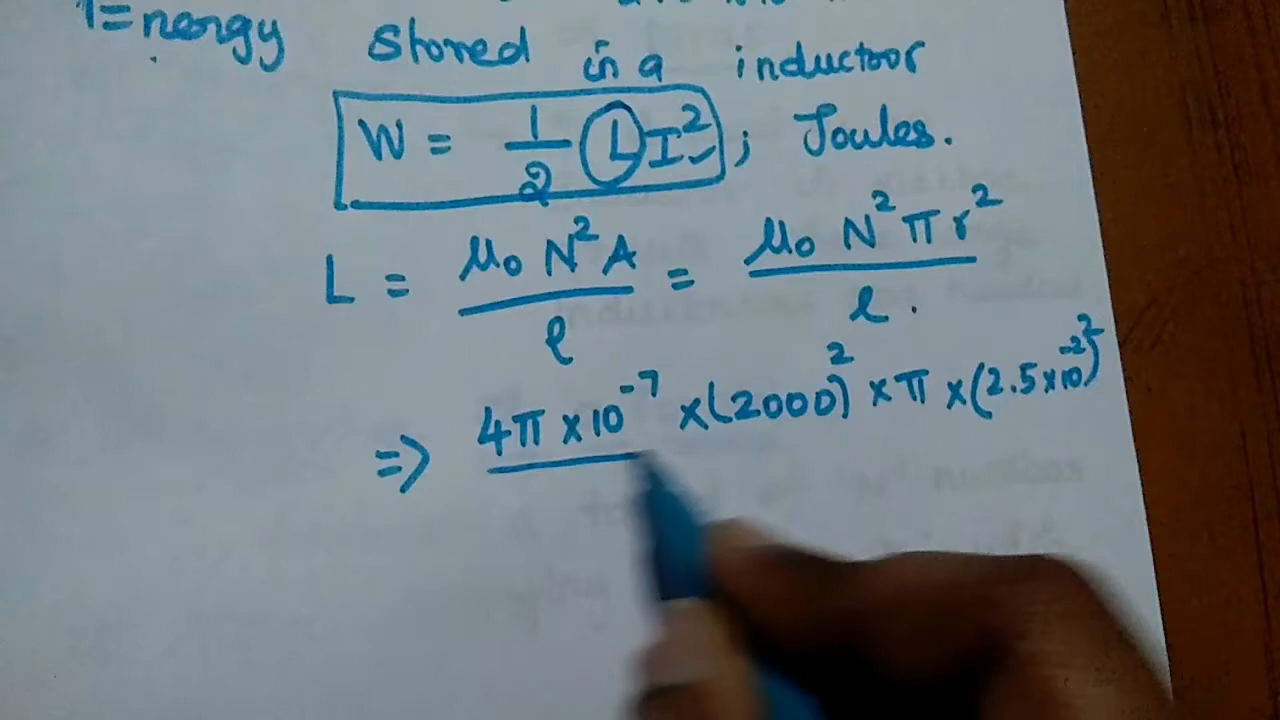 Energy stored in a inductor
W = 1/2 L I², ; Joules.
L = μ₀ N² A / l = μ₀ N² π r² / l .
=> 4π × 10⁻⁷ × (2000)² × π × (2.5×10⁻²)²